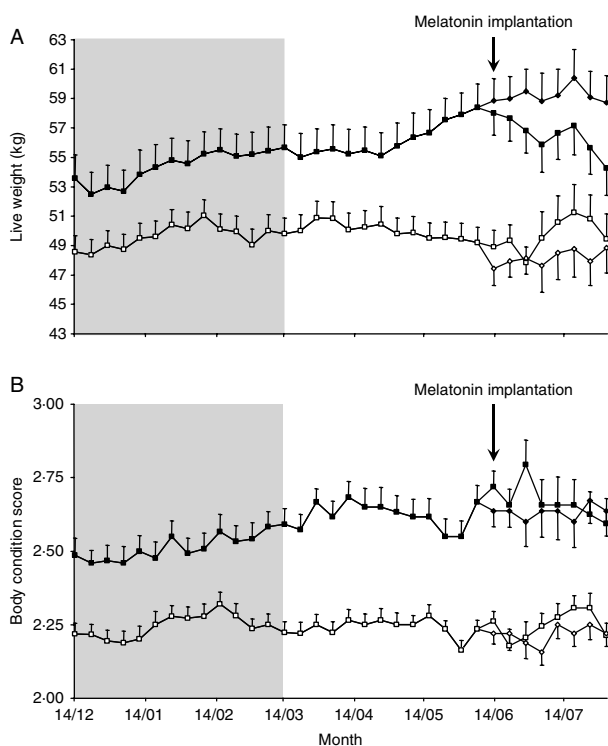 Melatonin implantation
A
63
61
59
57
55
53
51
49
47
45
43
Live weight (kg)
B
Melatonin implantation
3·00
2·75
2·50
2·25
2·00
Body condition score
14/12 14/01 14/02 14/03 14/04 14/05 14/06 14/07
Month